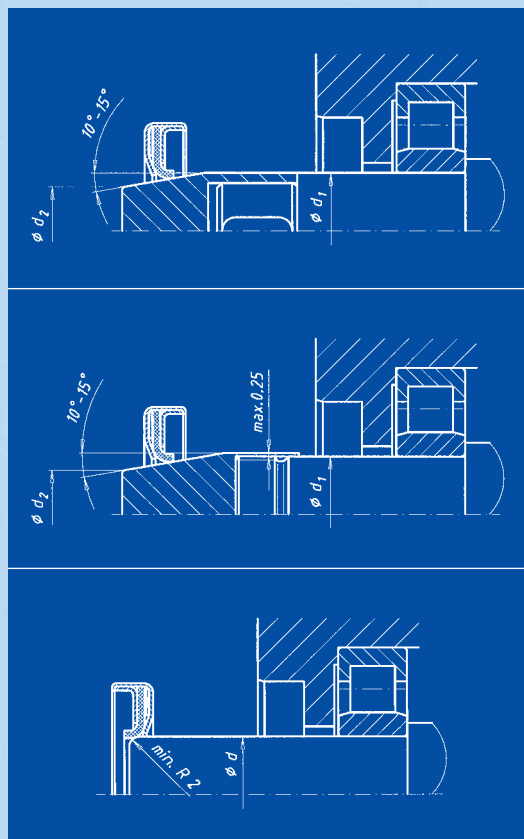 10°-15°
ø d₂
ø d₁
10°-15°
max.0.25
ø d₂
ø d₁
min. R 2
ø d